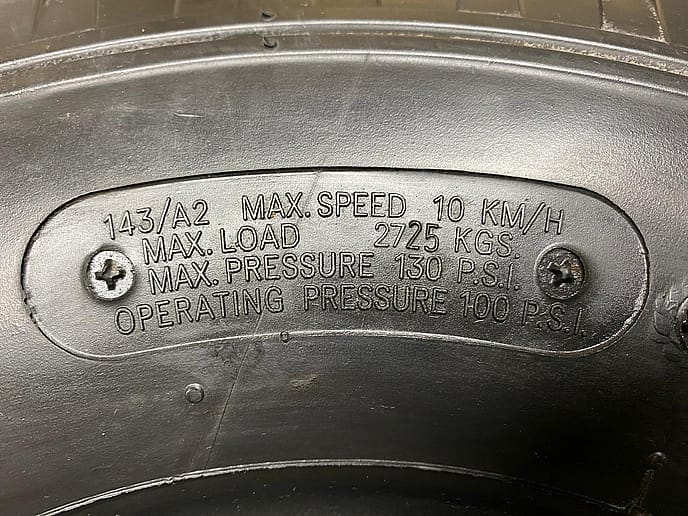 143/A2 MAX. SPEED 10 KM/H
MAX. LOAD 2725 KGS.
MAX. PRESSURE 130 P.S.I.
OPERATING PRESSURE 100 P.S.I.